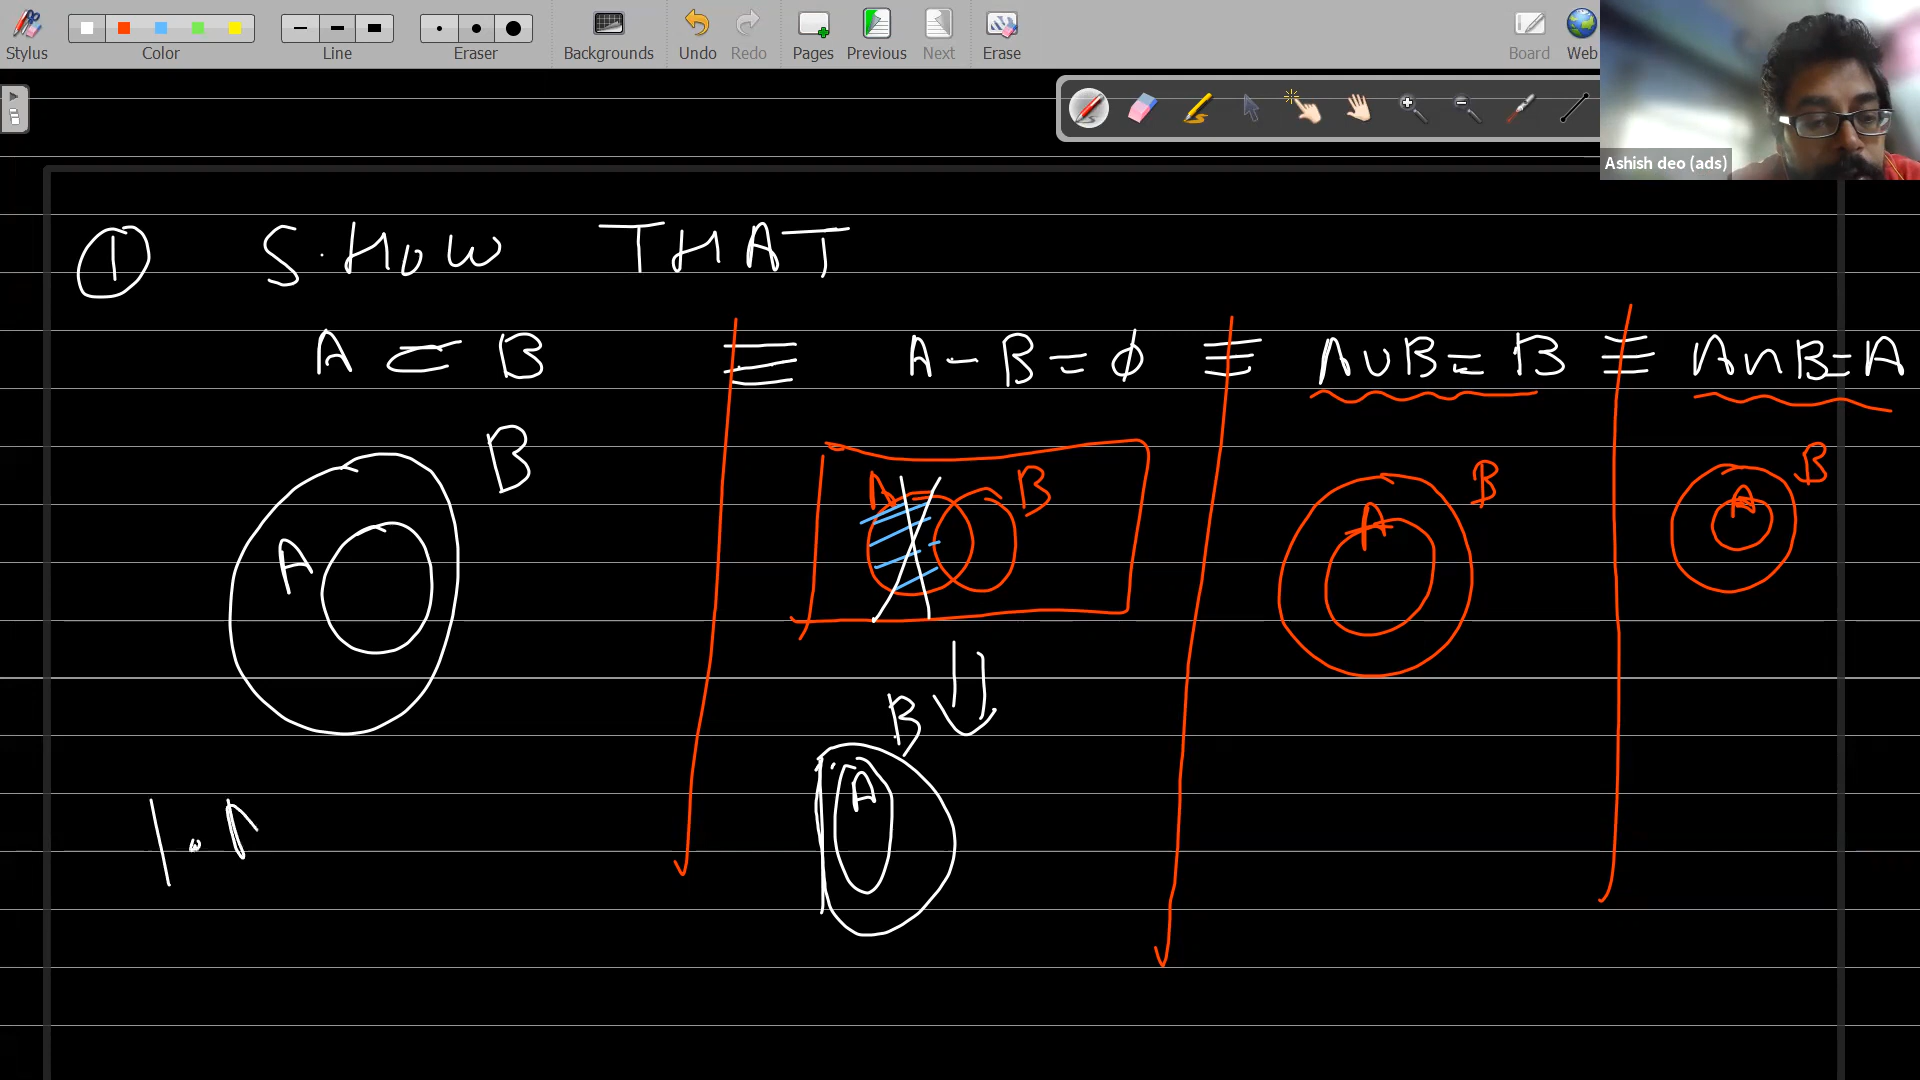 Stylus Color Line Eraser Backgrounds Undo Redo Pages Previous Next Erase Board Web
Ashish deo (ads)
① SHOW THAT
A ⊂ B ≡ A - B = ϕ ≡ A ∪ B = B ≡ A ∩ B = A
B
A
A B
B
A
B
A
B
A
1.